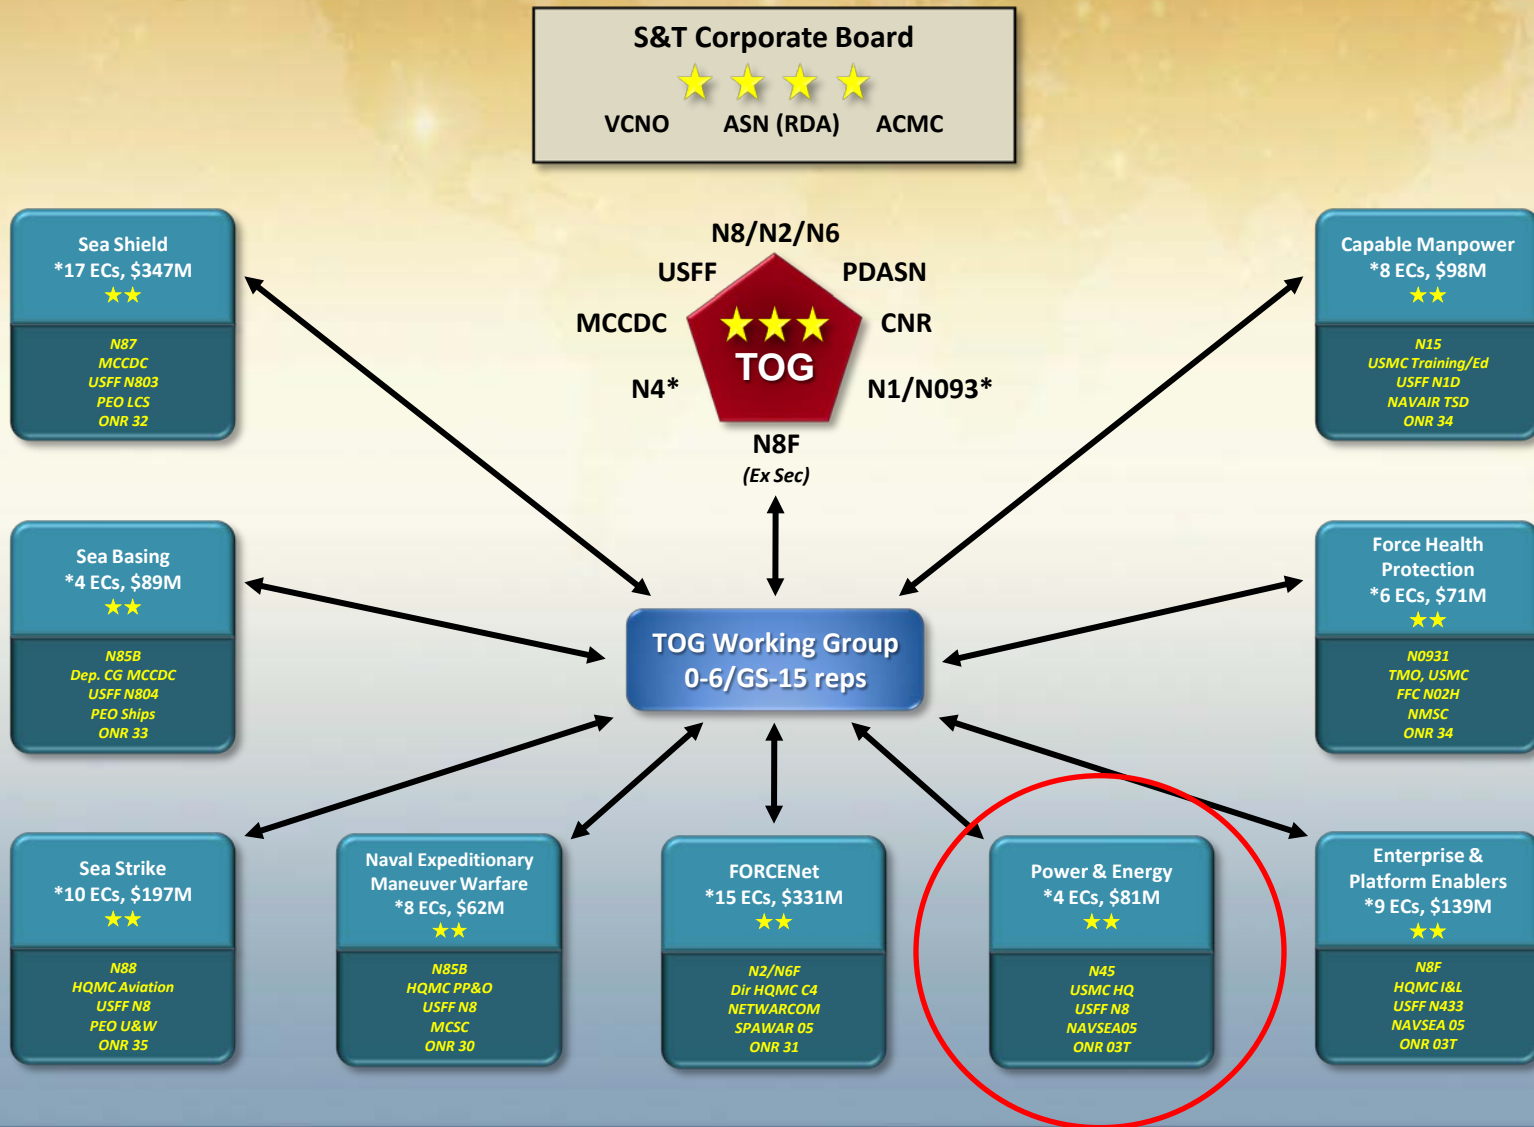 S&T Corporate Board
VCNO ASN (RDA) ACMC
N8/N2/N6
USFF PDASN
MCCDC CNR
TOG
N4* N1/N093*
N8F
(Ex Sec)
Sea Shield
*17 ECs, $347M
N87
MCCDC
USFF N803
PEO LCS
ONR 32
Capable Manpower
*8 ECs, $98M
N15
USMC Training/Ed
USFF N1D
NAVAIR TSD
ONR 34
Sea Basing
*4 ECs, $89M
N85B
Dep. CG MCCDC
USFF N804
PEO Ships
ONR 33
TOG Working Group
0-6/GS-15 reps
Force Health
Protection
*6 ECs, $71M
N0931
TMO, USMC
FFC N02H
NMSC
ONR 34
Sea Strike
*10 ECs, $197M
N88
HQMC Aviation
USFF N8
PEO U&W
ONR 35
Naval Expeditionary
Maneuver Warfare
*8 ECs, $62M
N85B
HQMC PP&O
USFF N8
MCSC
ONR 30
FORCENet
*15 ECs, $331M
N2/N6F
Dir HQMC C4
NETWARCOM
SPAWAR 05
ONR 31
Power & Energy
*4 ECs, $81M
N45
USMC HQ
USFF N8
NAVSEA05
ONR 03T
Enterprise &
Platform Enablers
*9 ECs, $139M
N8F
HQMC I&L
USFF N433
NAVSEA 05
ONR 03T